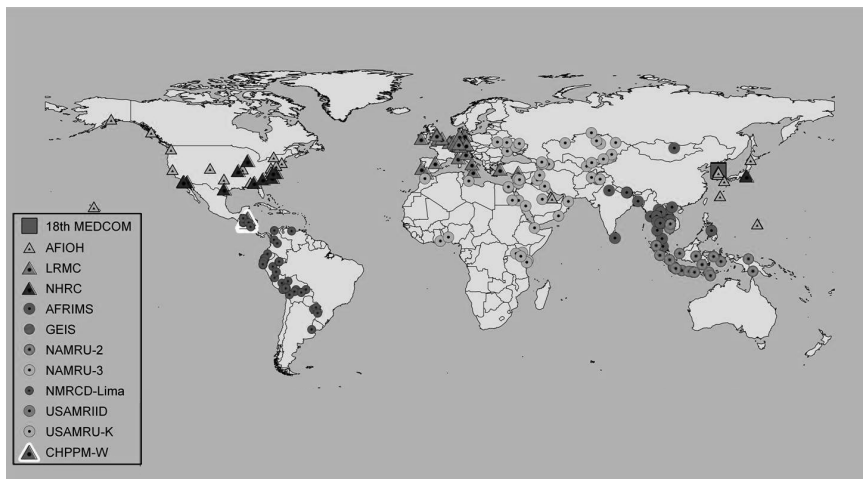 18th MEDCOM
AFIOH
LRMC
NHRC
AFRIMS
GEIS
NAMRU-2
NAMRU-3
NMRCD-Lima
USAMRIID
USAMRU-K
CHPPM-W